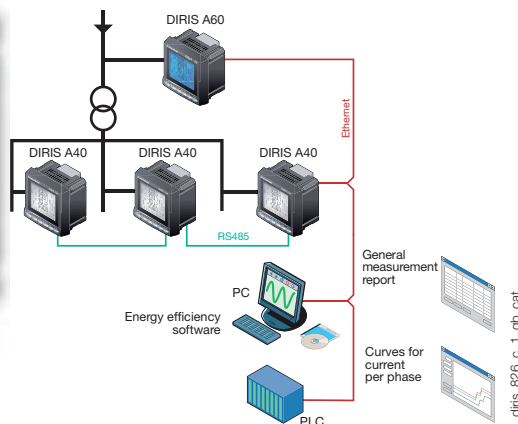 DIRIS A60
Ethernet
DIRIS A40
DIRIS A40
DIRIS A40
RS485
General
measurement
report
PC
Energy efficiency
software
Curves for
current
per phase
PLC
diris_826_c_1_gb_cat